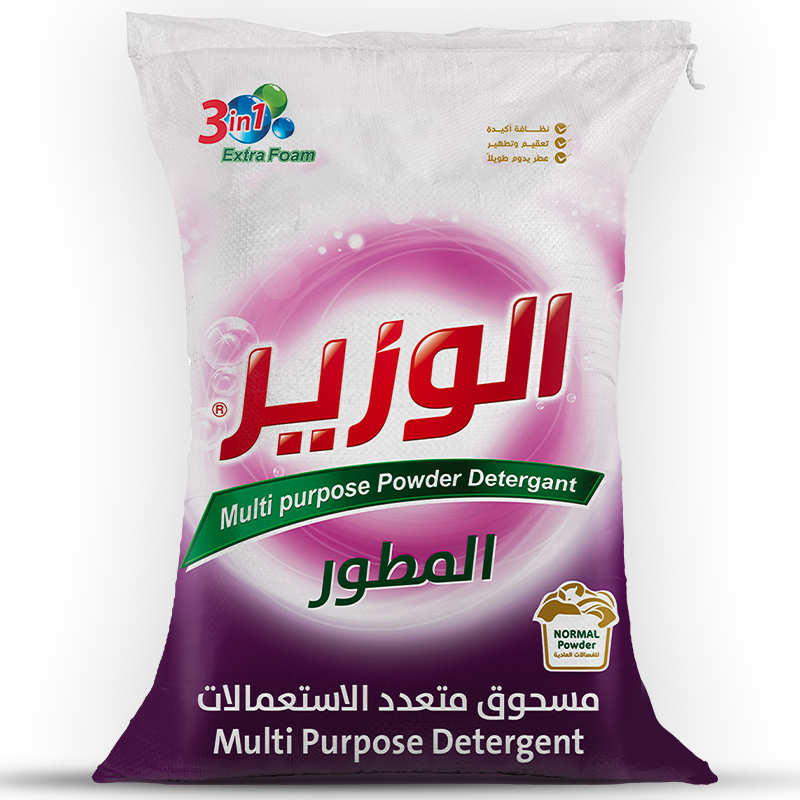 3in1
Extra Foam
نظافة أكيدة
تعقيم وتطهير
عطر يدوم طويلاً
الوزير
®
Multi purpose Powder Detergant
المطور
NORMAL
Powder
للغسالات العادية
مسحوق متعدد الاستعمالات
Multi Purpose Detergent